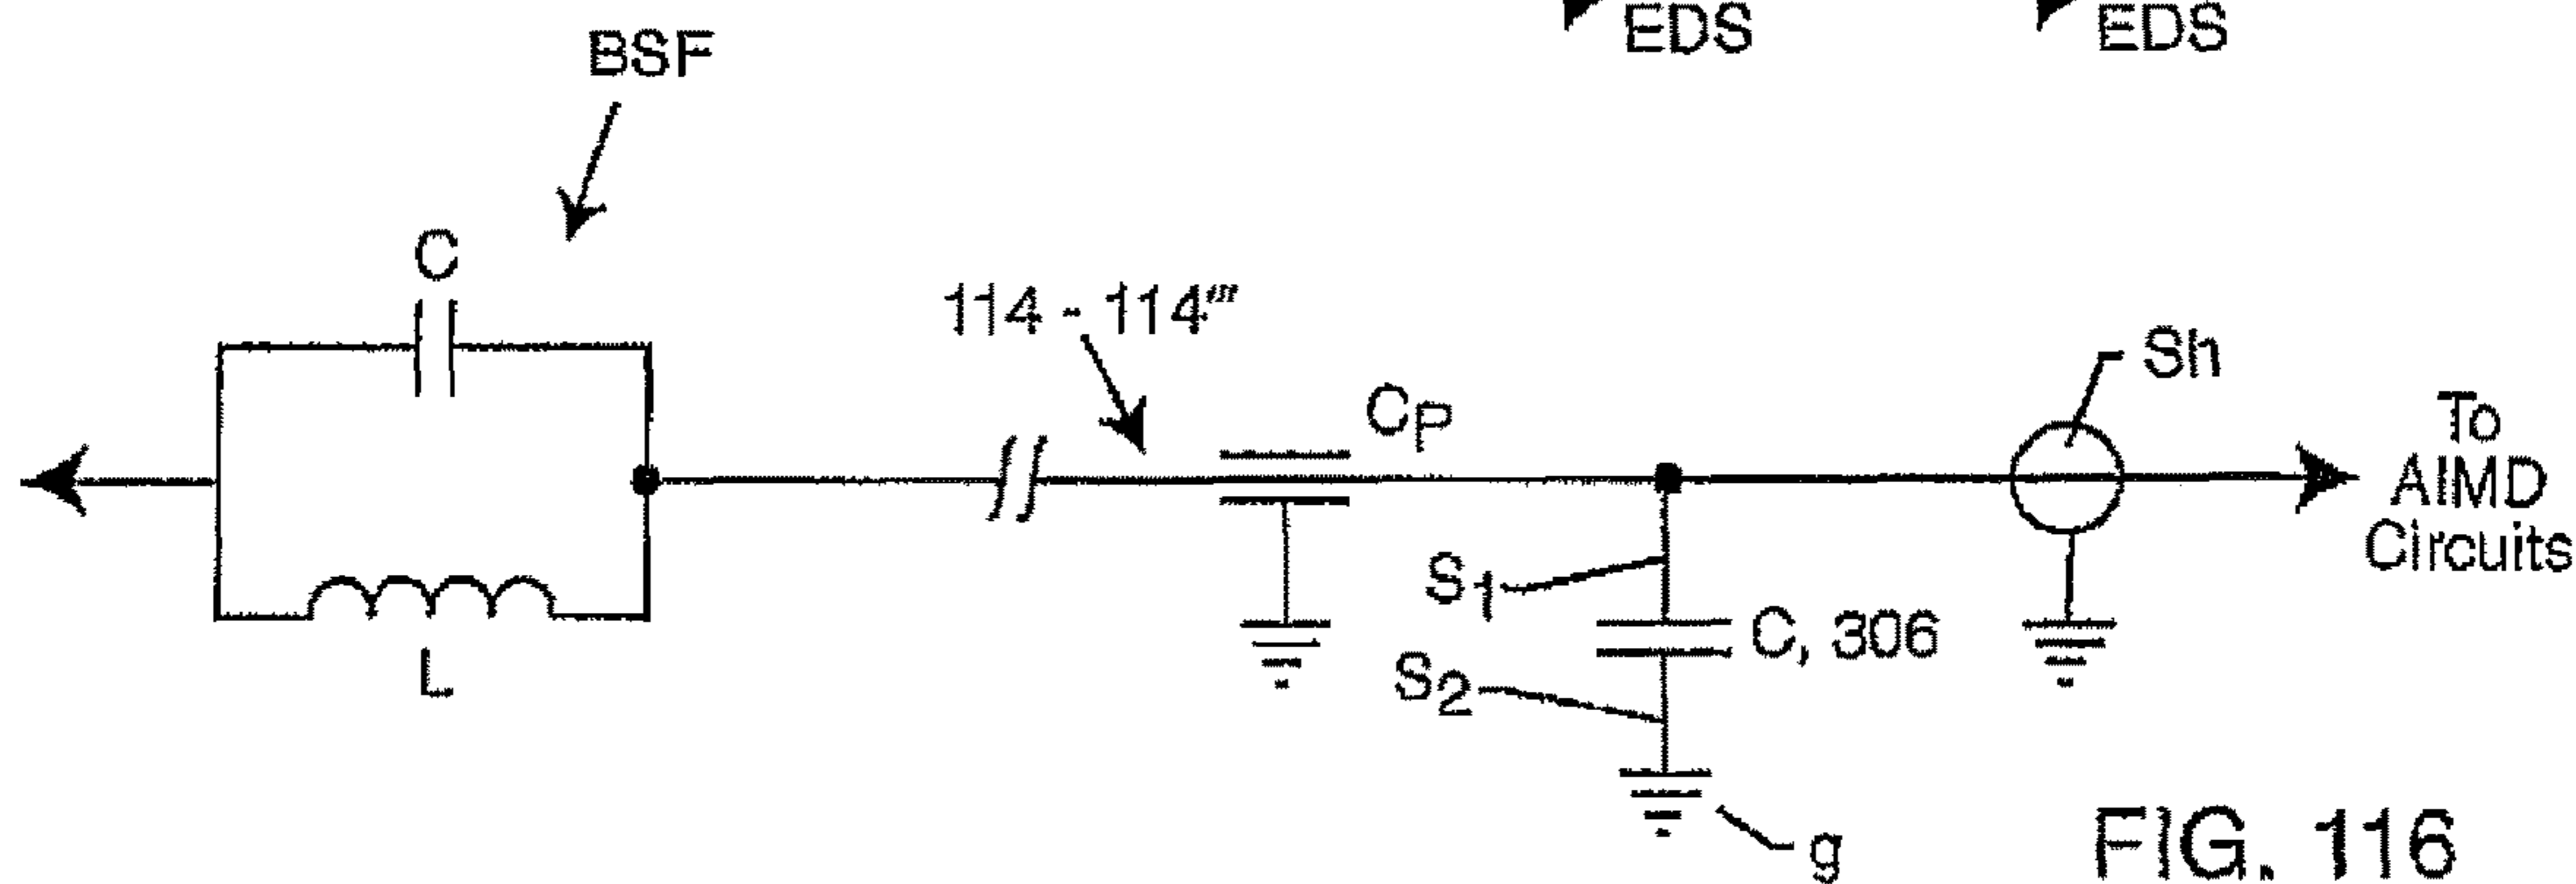 EDS
EDS
BSF
C
114 - 114'''
Sh
CP
To
AIMD
Circuits
S1
C, 306
L
S2
g
FIG. 116